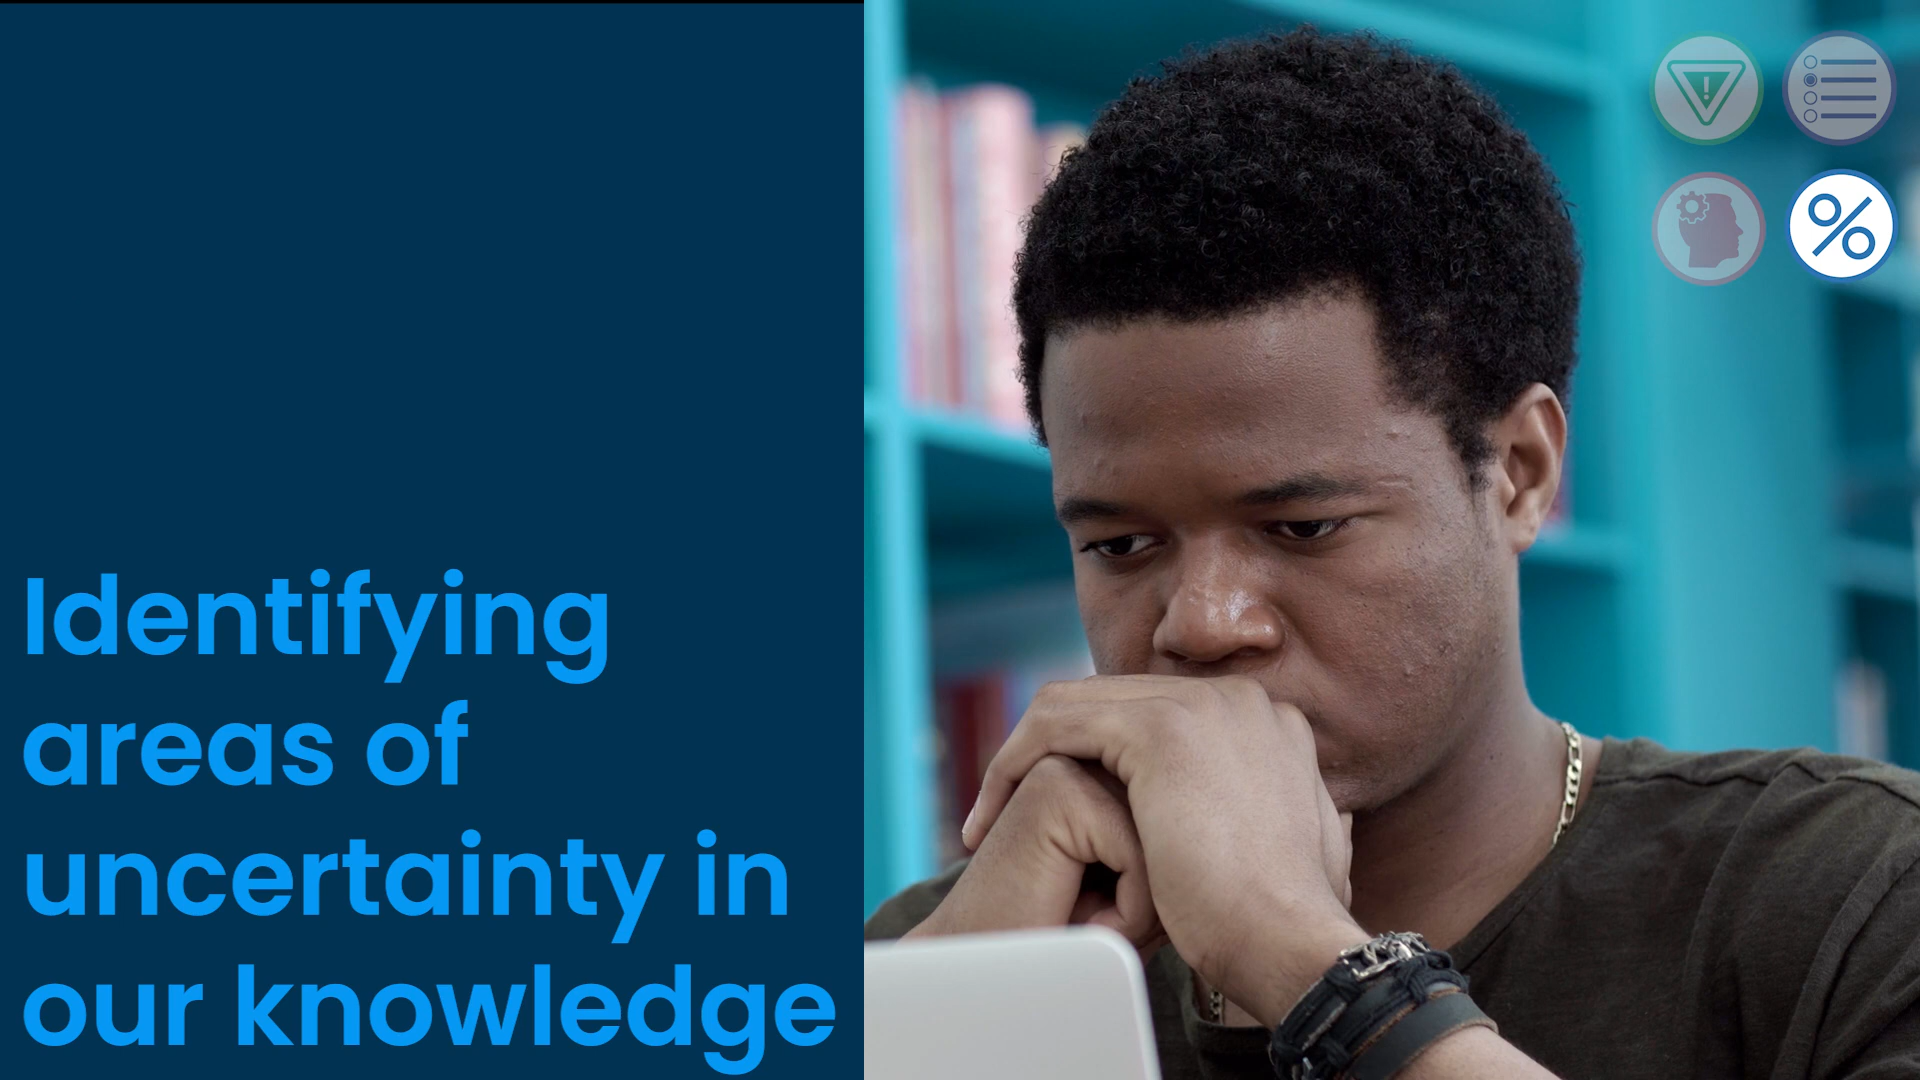 Identifying
areas of
uncertainty in
our knowledge
%